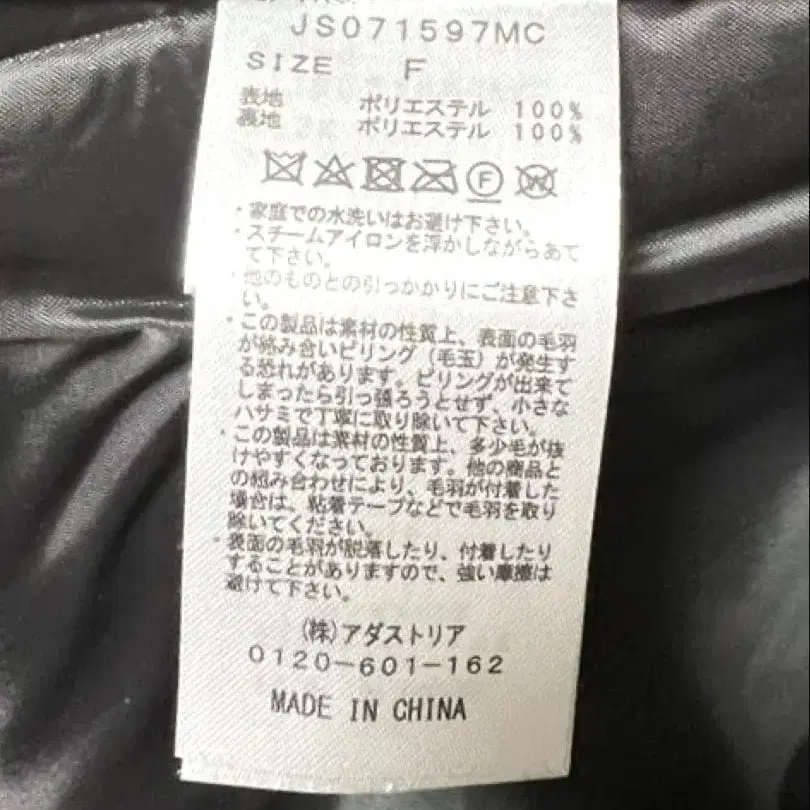 JS071597MC
SIZE F
表地 ポリエステル 100%
裏地 ポリエステル 100%
F
W
・家庭での水洗いはお避け下さい。
・スチームアイロンを浮かしながらあて
て下さい。
・他のものとの引っかかりにご注意下さ
い。
・この製品は素材の性質上、表面の毛羽
が絡み合いピリング（毛玉）が発生す
る恐れがあります。ピリングが出来て
しまったら引っ張ろうとせず、小さな
ハサミで丁寧に取り除いて下さい。
・この製品は素材の性質上、多少毛が抜
けやすくなっております。他の商品と
の組み合わせにより、毛羽が付着した
場合は、粘着テープなどで毛羽を取り
除いてください。
・表面の毛羽が脱落したり、付着したり
することがありますので、強い摩擦は
避けて下さい。
(株)アダストリア
0120-601-162
MADE IN CHINA